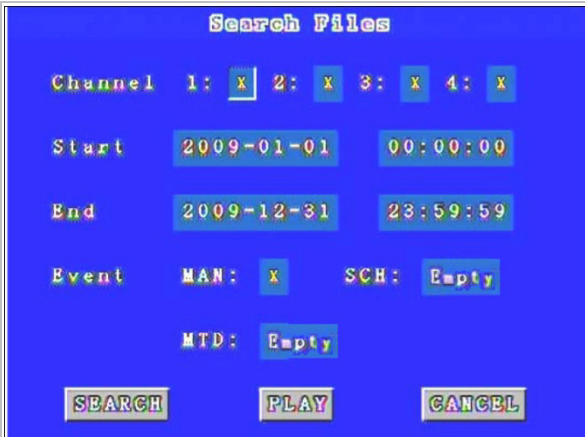 Search Files
Channel 1: X 2: X 3: X 4: X
Start 2009-01-01 00:00:00
End 2009-12-31 23:59:59
Event MAN: X SCH: Empty
MTD: Empty
SEARCH PLAY CANCEL